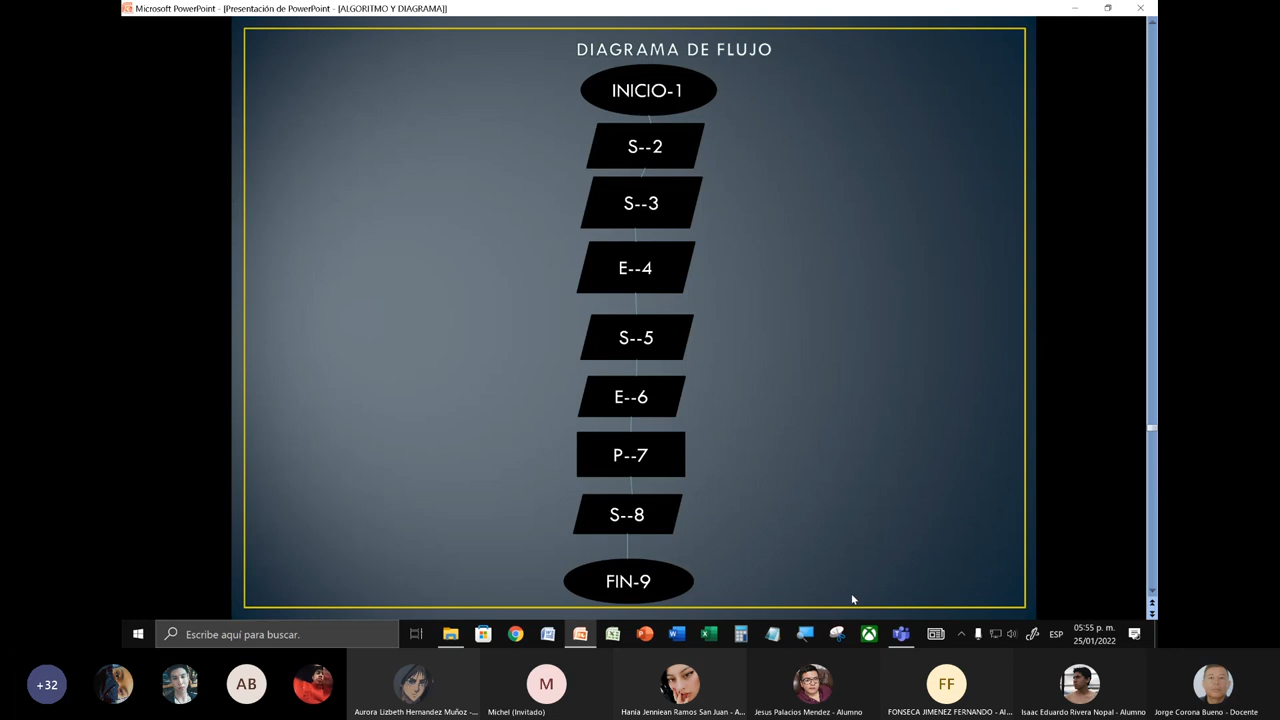 Microsoft PowerPoint - [Presentación de PowerPoint - [ALGORITMO Y DIAGRAMA]]
DIAGRAMA DE FLUJO
INICIO-1
S--2
S--3
E--4
S--5
E--6
P--7
S--8
FIN-9
Escribe aquí para buscar.
ESP
05:55 p. m.
25/01/2022
+32
AB
M
FF
Aurora Lizbeth Hernandez Muñoz -...
Michel (Invitado)
Hania Jenniean Ramos San Juan - A...
Jesus Palacios Mendez - Alumno
FONSECA JIMENEZ FERNANDO - Al...
Isaac Eduardo Rivera Nopal - Alumno
Jorge Corona Bueno - Docente